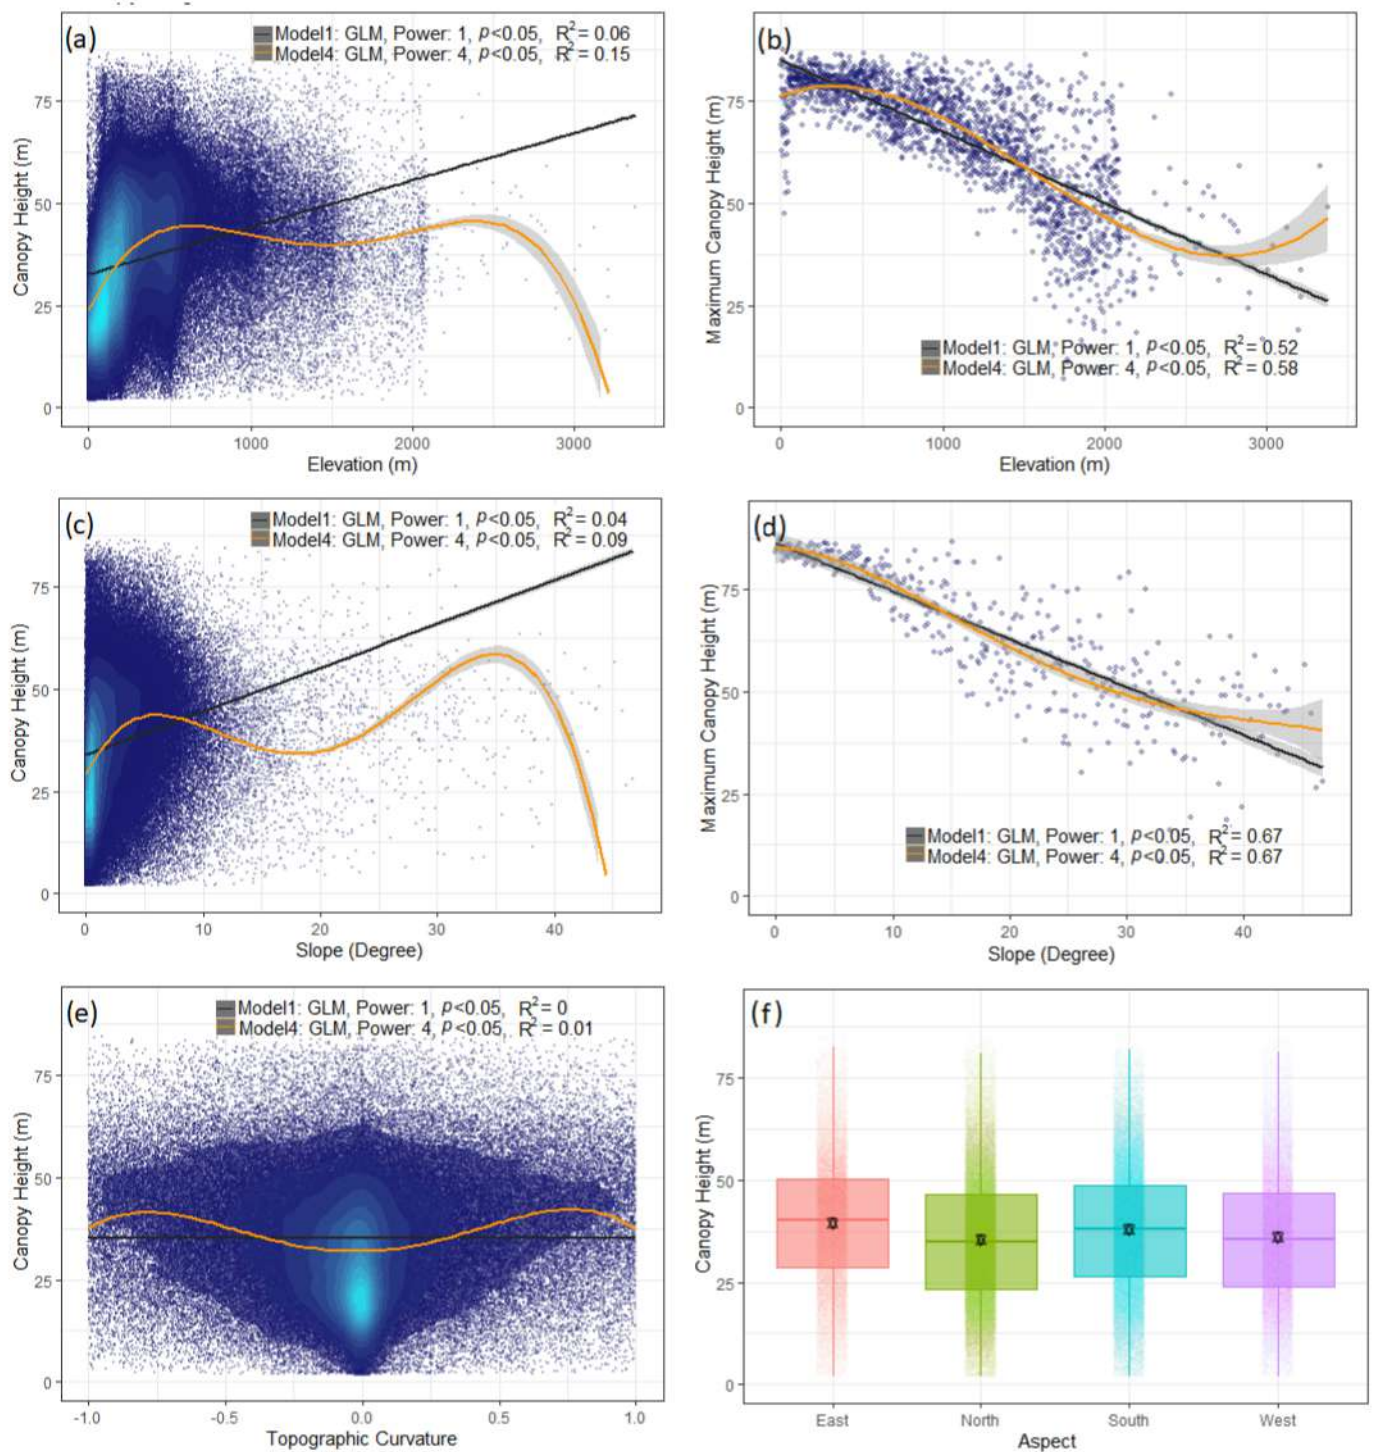 (a)
Model1: GLM, Power: 1, p<0.05, R²= 0.06
Model4: GLM, Power: 4, p<0.05, R²= 0.15
Canopy Height (m)
75
50
25
0
0 1000 2000 3000
Elevation (m)
(b)
Maximum Canopy Height (m)
75
50
25
0
Model1: GLM, Power: 1, p<0.05, R²= 0.52
Model4: GLM, Power: 4, p<0.05, R²= 0.58
0 1000 2000 3000
Elevation (m)
(c)
Model1: GLM, Power: 1, p<0.05, R²= 0.04
Model4: GLM, Power: 4, p<0.05, R²= 0.09
Canopy Height (m)
75
50
25
0
0 10 20 30 40
Slope (Degree)
(d)
Maximum Canopy Height (m)
75
50
25
0
Model1: GLM, Power: 1, p<0.05, R²= 0.67
Model4: GLM, Power: 4, p<0.05, R²= 0.67
0 10 20 30 40
Slope (Degree)
(e)
Model1: GLM, Power: 1, p<0.05, R²= 0
Model4: GLM, Power: 4, p<0.05, R²= 0.01
Canopy Height (m)
75
50
25
0
-1.0 -0.5 0.0 0.5 1.0
Topographic Curvature
(f)
Canopy Height (m)
75
50
25
0
East North South West
Aspect